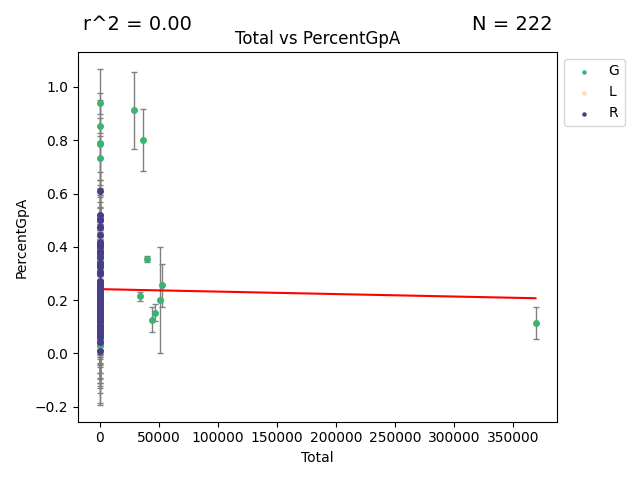 r^2 = 0.00
N = 222
Total vs PercentGpA
G
L
R
1.0
0.8
0.6
0.4
0.2
0.0
−0.2
PercentGpA
0
50000
100000
150000
200000
250000
300000
350000
Total